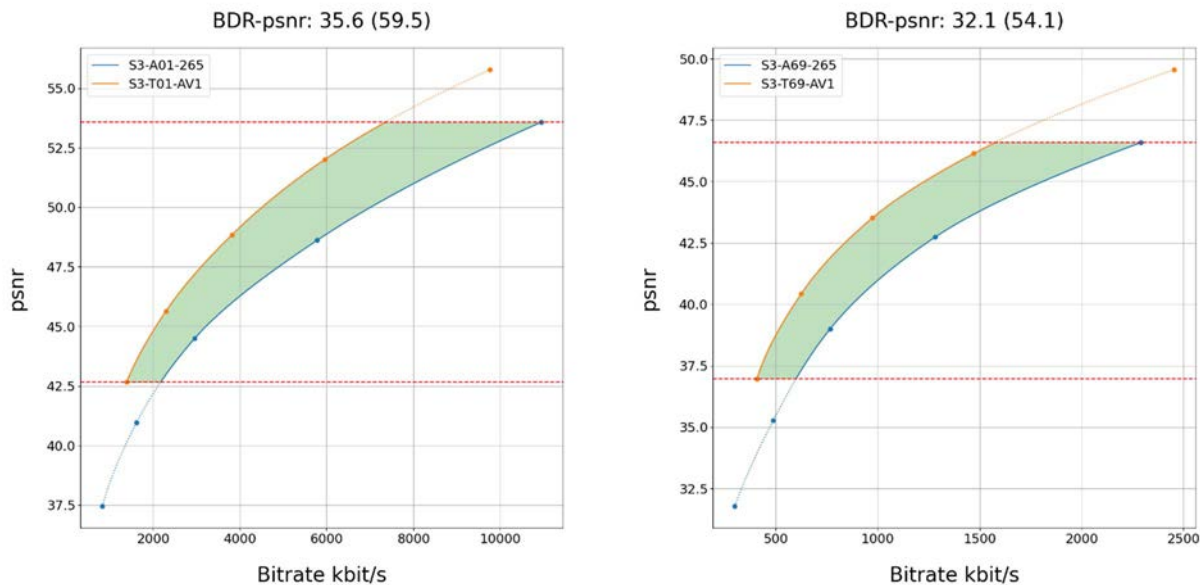 BDR-psnr: 35.6 (59.5)
S3-A01-265
S3-T01-AV1
55.0
52.5
50.0
47.5
45.0
42.5
40.0
37.5
psnr
2000
4000
6000
8000
10000
Bitrate kbit/s
BDR-psnr: 32.1 (54.1)
S3-A69-265
S3-T69-AV1
50.0
47.5
45.0
42.5
40.0
37.5
35.0
32.5
psnr
500
1000
1500
2000
2500
Bitrate kbit/s